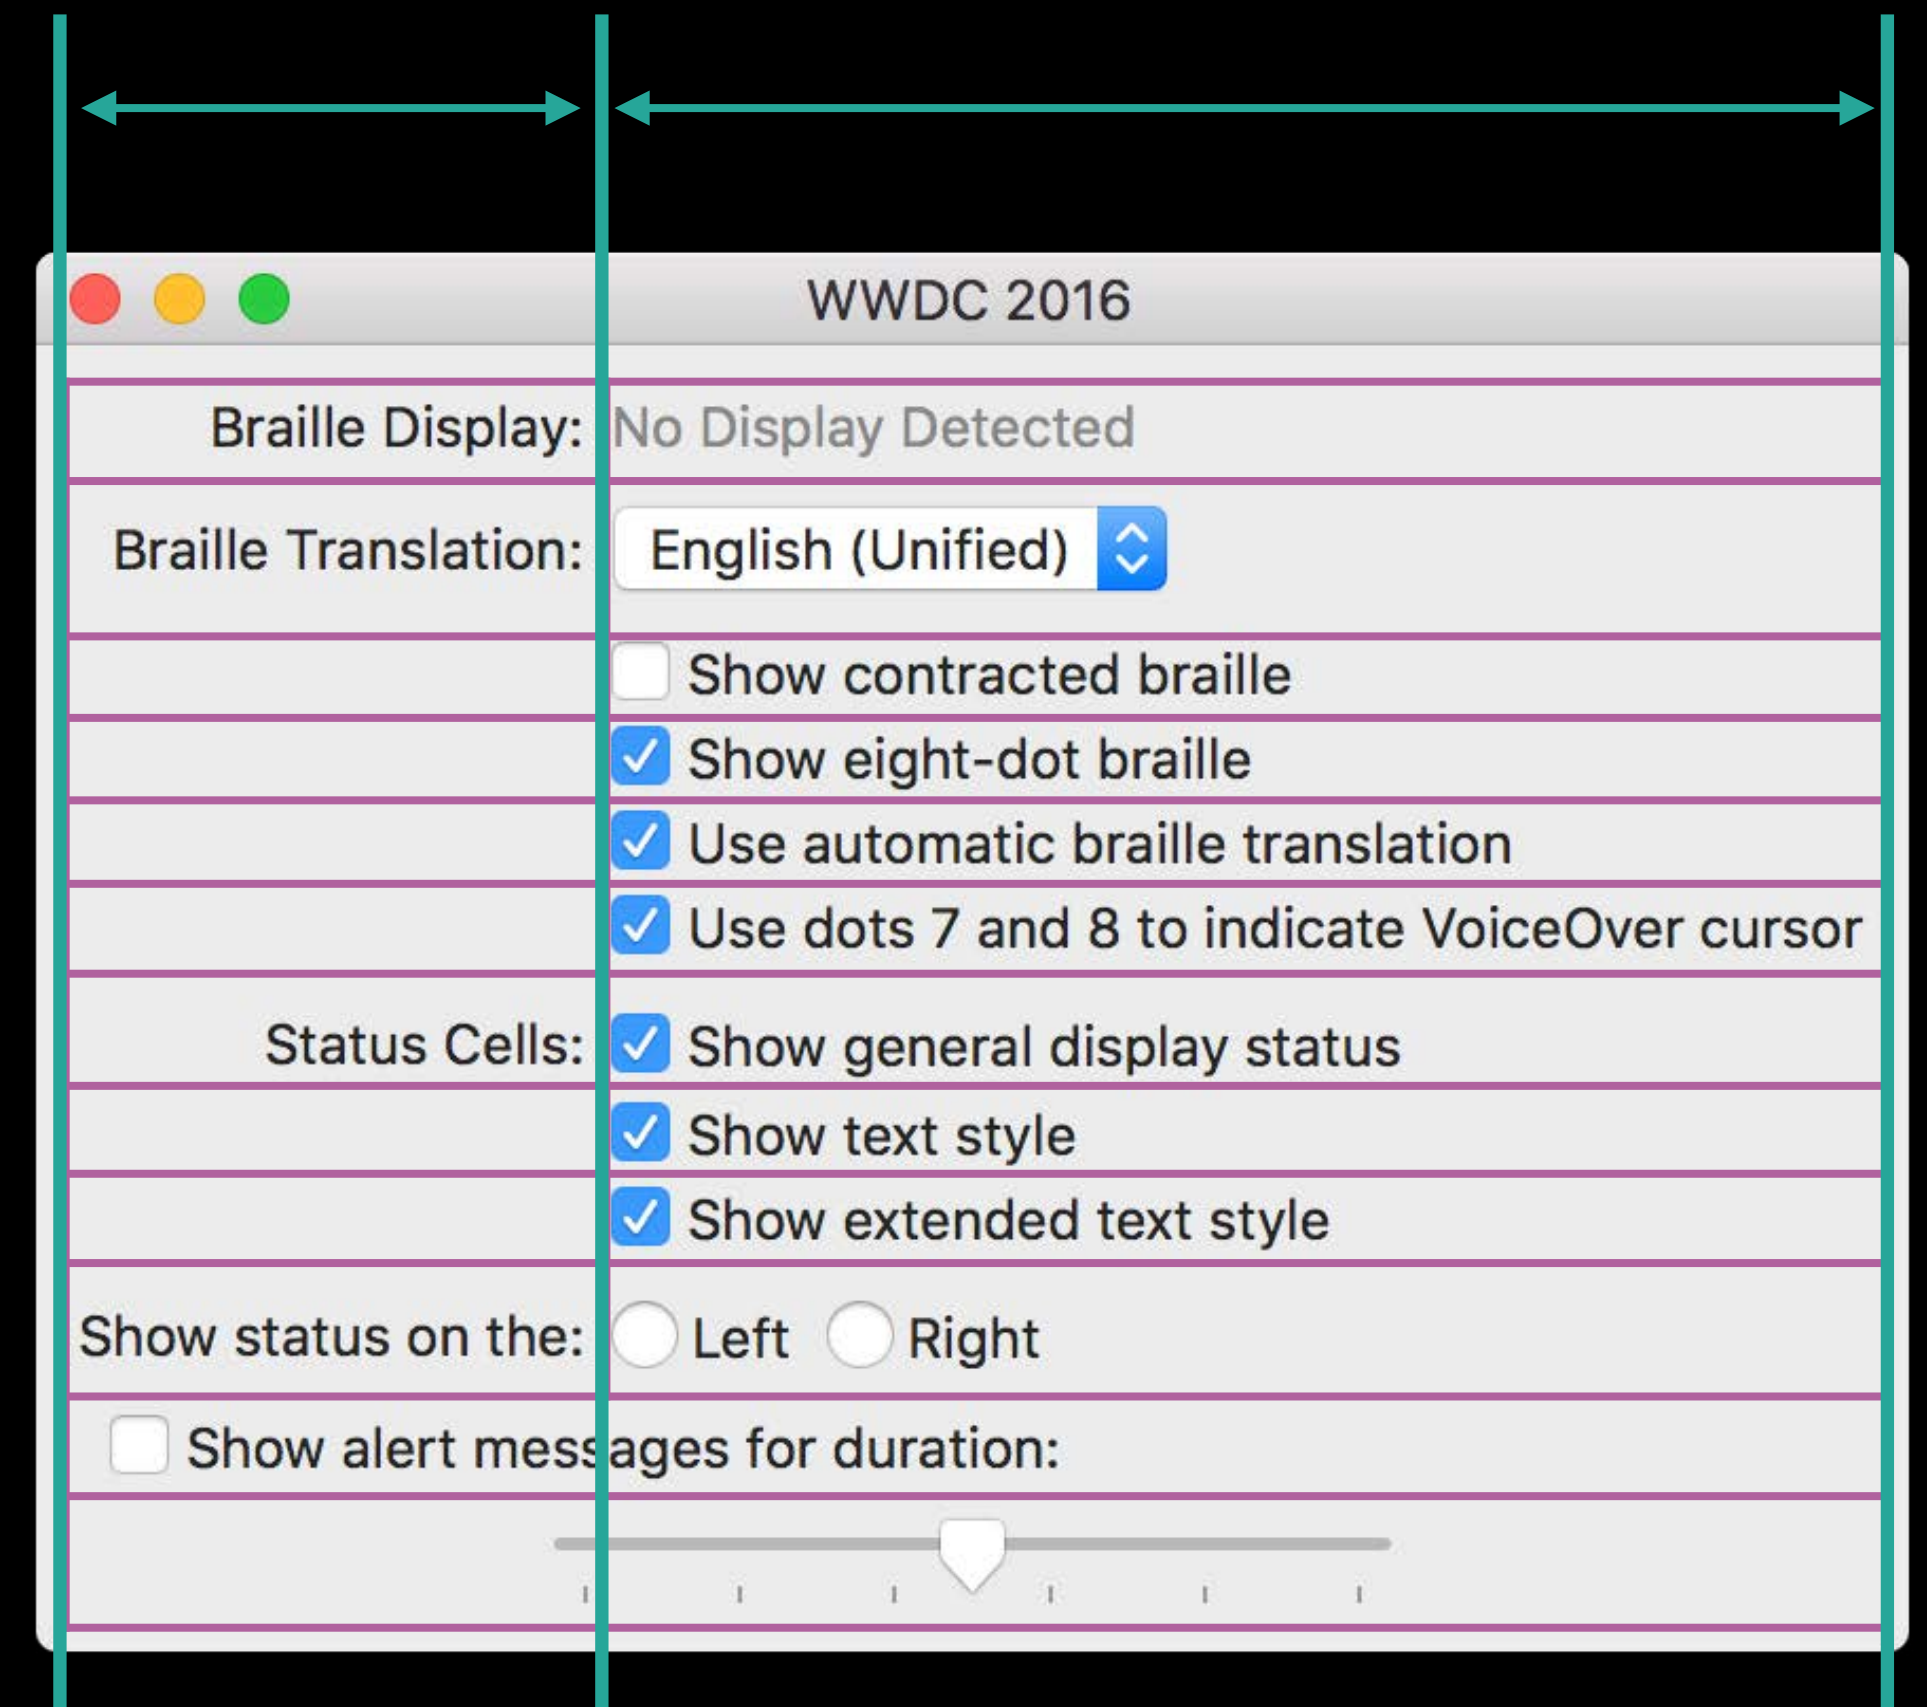 WWDC 2016
Braille Display: No Display Detected
Braille Translation: English (Unified)
Show contracted braille
Show eight-dot braille
Use automatic braille translation
Use dots 7 and 8 to indicate VoiceOver cursor
Status Cells: Show general display status
Show text style
Show extended text style
Show status on the: Left Right
Show alert messages for duration: